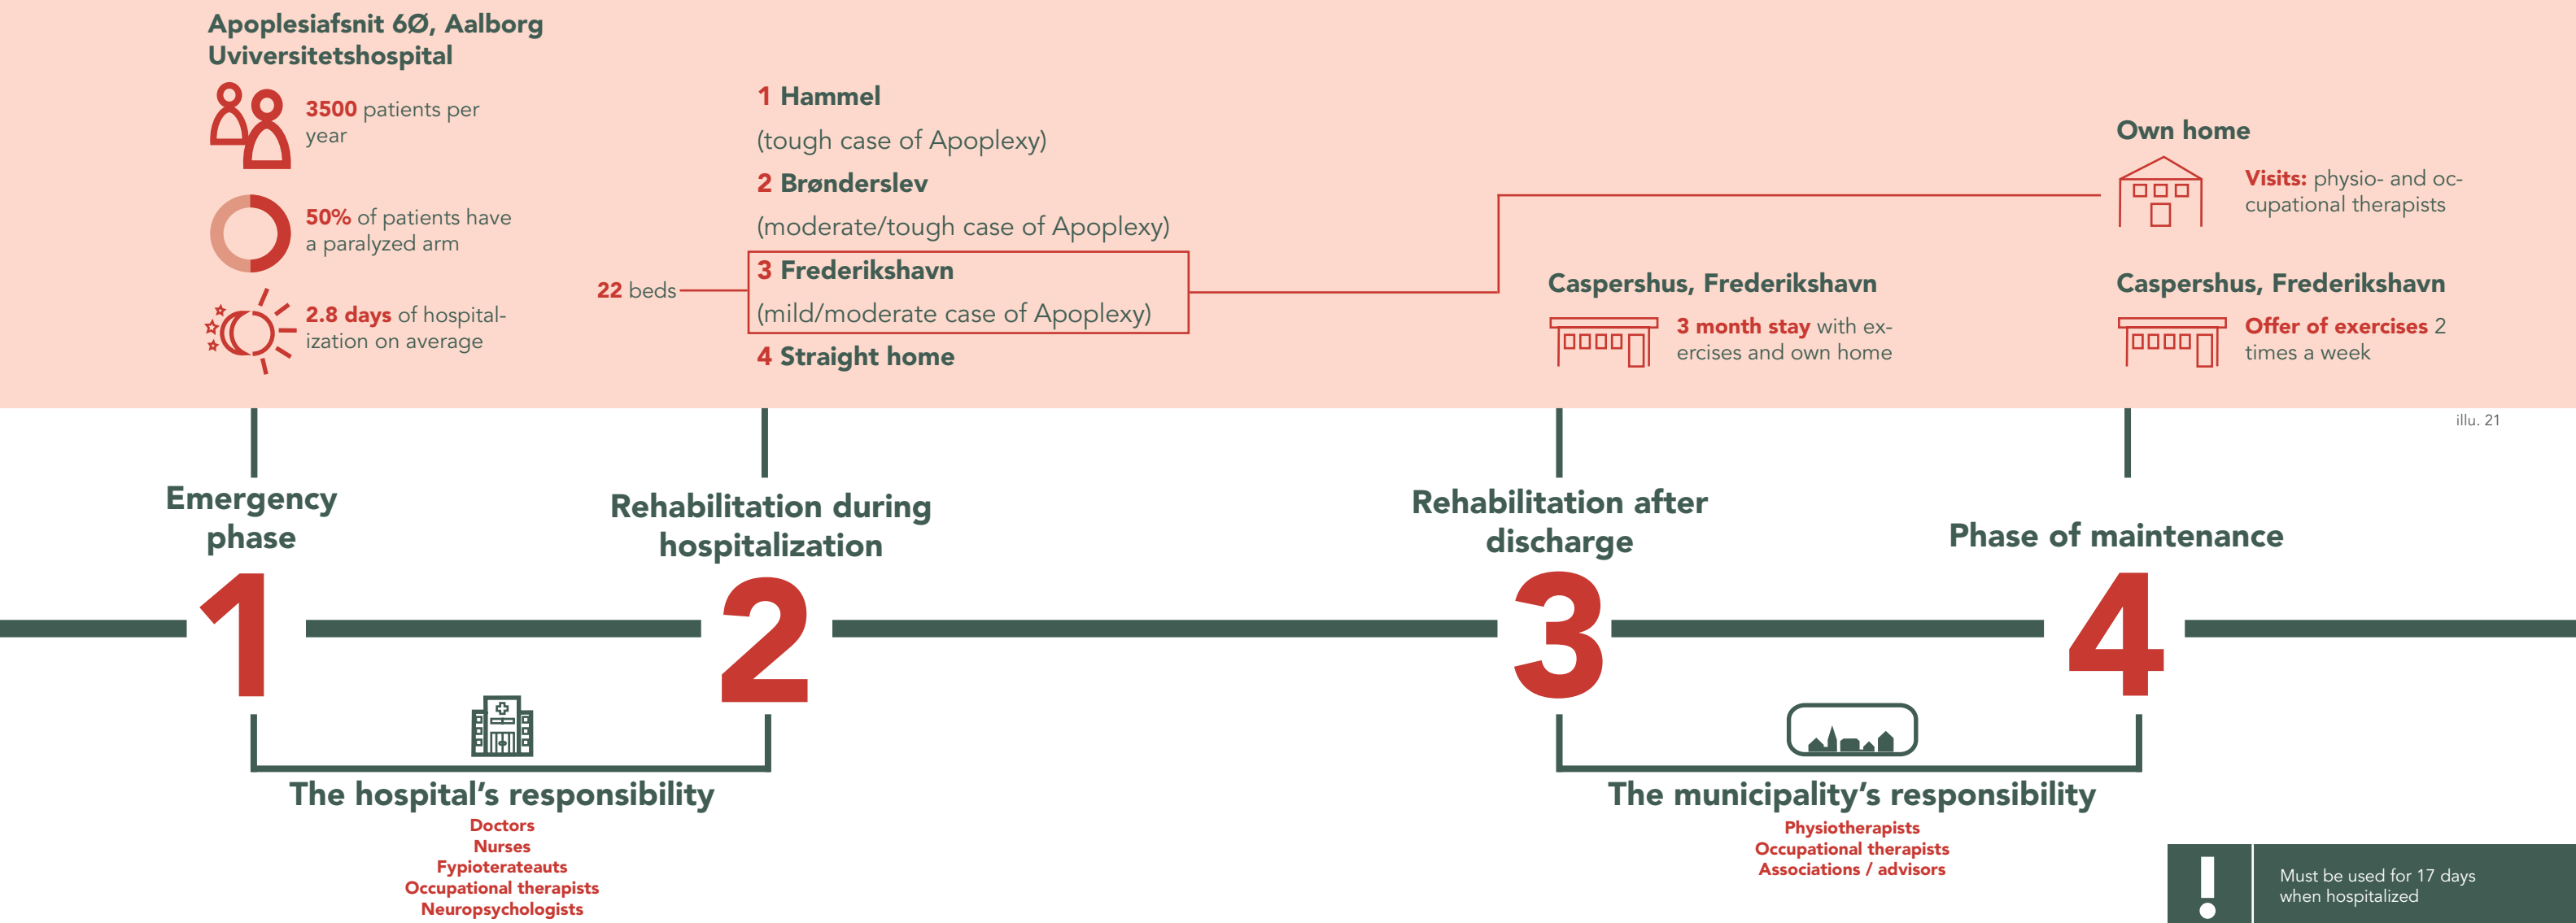 Apoplesiafsnit 6Ø, Aalborg
Uviversitetshospital
3500 patients per
year
50% of patients have
a paralyzed arm
2.8 days of hospital-
ization on average
1 Hammel
(tough case of Apoplexy)
2 Brønderslev
(moderate/tough case of Apoplexy)
22 beds
3 Frederikshavn
(mild/moderate case of Apoplexy)
4 Straight home
Caspershus, Frederikshavn
3 month stay with ex-
ercises and own home
Own home
Visits: physio- and oc-
cupational therapists
Caspershus, Frederikshavn
Offer of exercises 2
times a week
illu. 21
Emergency
phase
1
Rehabilitation during
hospitalization
2
Rehabilitation after
discharge
3
Phase of maintenance
4
The hospital’s responsibility
Doctors
Nurses
Fypioterateauts
Occupational therapists
Neuropsychologists
The municipality’s responsibility
Physiotherapists
Occupational therapists
Associations / advisors
!
Must be used for 17 days
when hospitalized